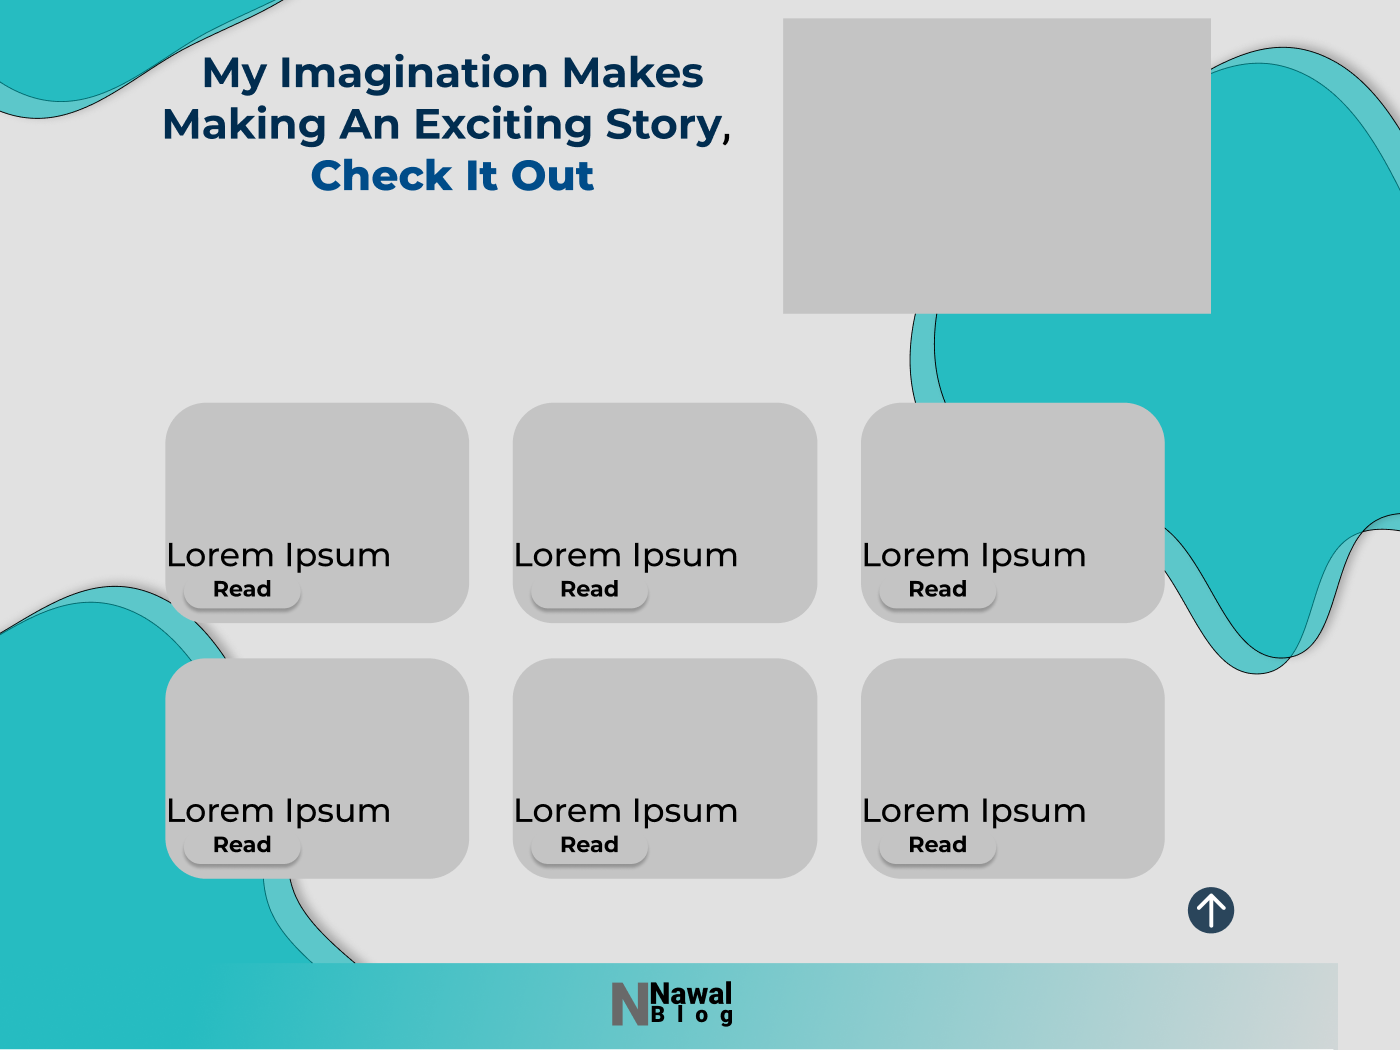 My Imagination Makes
Making An Exciting Story,
Check It Out
Lorem Ipsum
Read
Lorem Ipsum
Read
Lorem Ipsum
Read
Lorem Ipsum
Read
Lorem Ipsum
Read
Lorem Ipsum
Read
N Nawal
Blog